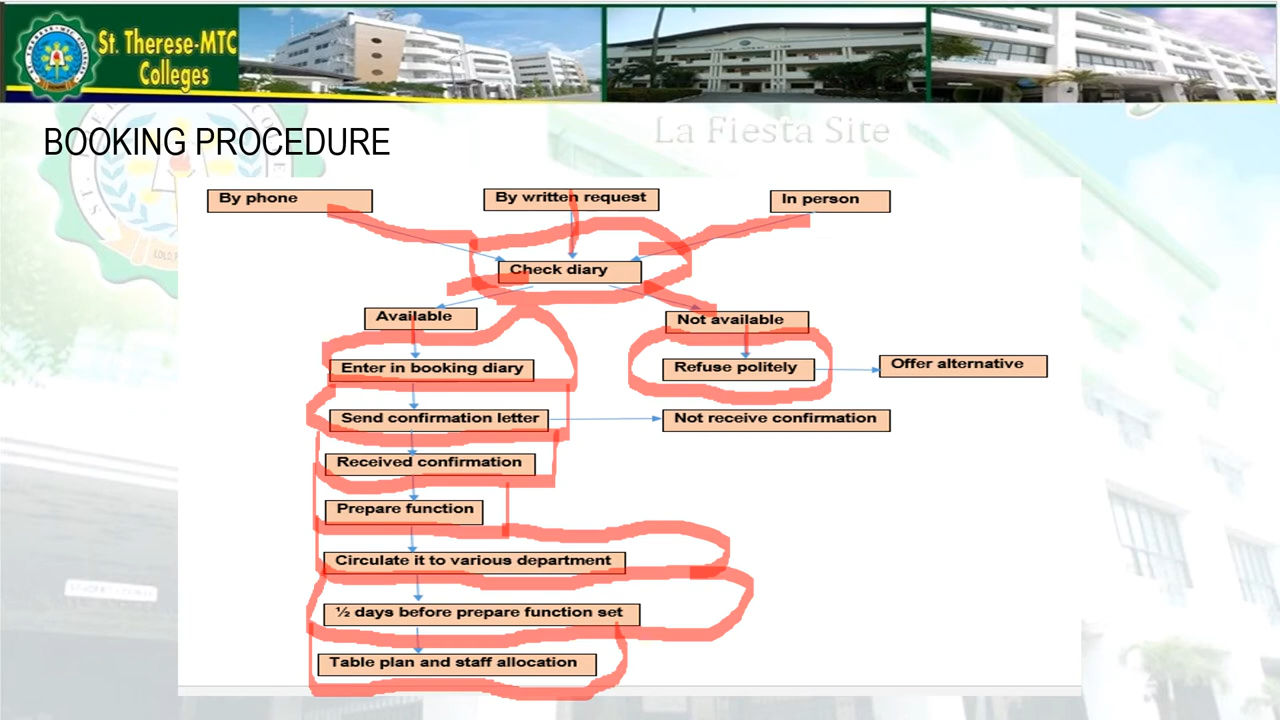 St. Therese-MTC
Colleges
La Fiesta Site
BOOKING PROCEDURE
By phone
By written request
In person
Check diary
Available
Not available
Enter in booking diary
Refuse politely
Offer alternative
Send confirmation letter
Not receive confirmation
Received confirmation
Prepare function
Circulate it to various department
½ days before prepare function set
Table plan and staff allocation